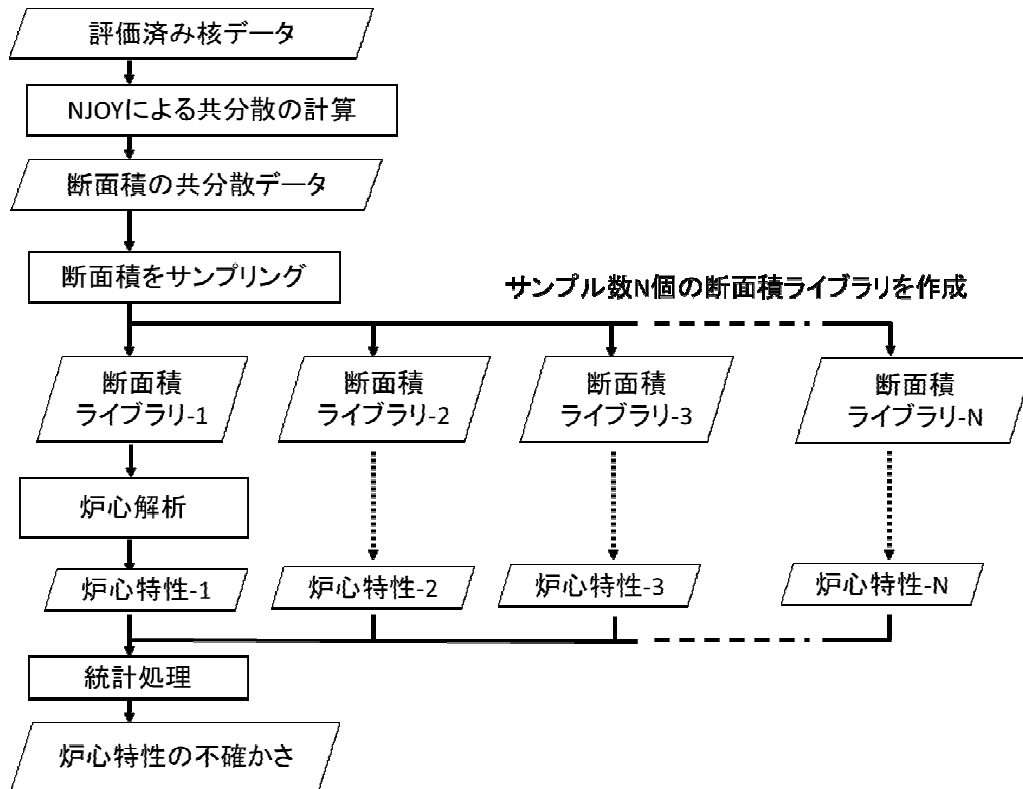 評価済み核データ
NJOYによる共分散の計算
断面積の共分散データ
断面積をサンプリング
サンプル数N個の断面積ライブラリを作成
断面積
ライブラリ-1
断面積
ライブラリ-2
断面積
ライブラリ-3
断面積
ライブラリ-N
炉心解析
炉心特性-1
炉心特性-2
炉心特性-3
炉心特性-N
統計処理
炉心特性の不確かさ